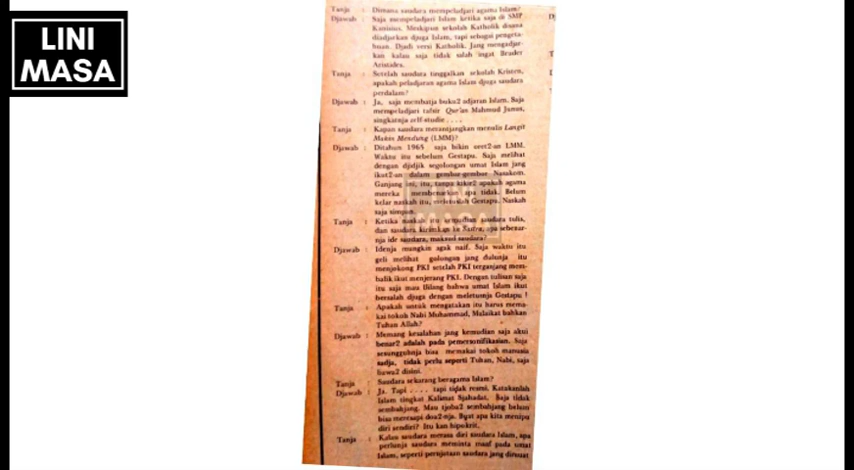 LINI
MASA
Tanja : Dimana saudara mempeladjari agama Islam?
Djawab : Saja mempeladjari Islam ketika saja di SMP
Kanisius. Meskipun sekolah Katholik disana
diadjarkan djuga Islam, tapi sebagai pengeta-
huan. Djadi versi Katholik. Jang mengadjar-
kan kalau saja tidak salah ingat Bruder
Aristides.
Tanja : Setelah saudara tinggalkan sekolah Kristen,
apakah peladjaran agama Islam djuga saudara
perdalam?
Djawab : Ja, saja membatja buku2 adjaran Islam. Saja
mempeladjari tafsir Qur'an Mahmud Junus,
singkatnja self-studie . . . .
Tanja : Kapan saudara merantjangkan menulis Langit
Makin Mendung (LMM)?
Djawab : Ditahun 1965 saja bikin coret2-an LMM.
Waktu itu sebelum Gestapu. Saja melihat
dengan djidjik segolongan umat Islam jang
ikut2-an dalam gembar-gembor Nasakom.
Ganjang ini, itu, tanpa pikir2 apakah agama
mereka membenarkan apa tidak. Belum
kelar naskah itu, meletuslah Gestapu. Naskah
saja simpan.
Tanja : Ketika naskah itu kemudian saudara tulis,
dan saudara kirimkan ke Sastra, apa sebenar-
nja ide saudara, maksud saudara?
Djawab : Idenja mungkin agak naif. Saja waktu itu
geli melihat golongan jang dulunja itu
menjokong PKI setelah PKI terganjang mem-
balik ikut menjerang PKI. Dengan tulisan saja
itu saja mau bilang bahwa umat Islam ikut
bersalah djuga dengan meletusnja Gestapu !
Tanja : Apakah untuk mengatakan itu harus mema-
kai tokoh Nabi Muhammad, Malaikat bahkan
Tuhan Allah?
Djawab : Memang kesalahan jang kemudian saja akui
benar2 adalah pada pemersonifikasian. Saja
sesungguhnja bisa memakai tokoh manusia
sadja, tidak perlu seperti Tuhan, Nabi, saja
disini.
Tanja : Saudara sekarang beragama Islam?
Djawab : Ja. Tapi . . . . tapi tidak resmi. Katakanlah
Islam tingkat Kalimat Sjahadat. Saja tidak
sembahjang. Mau tjoba2 sembahjang belum
bisa meresapi doa2-nja. Buat apa kita menipu
diri sendiri? Itu kan hipokrit.
Tanja : Kalau saudara merasa diri saudara Islam, apa
perlunja saudara meminta maaf pada umat
Islam, seperti pernjataan saudara jang dimuat
LINI
MASA